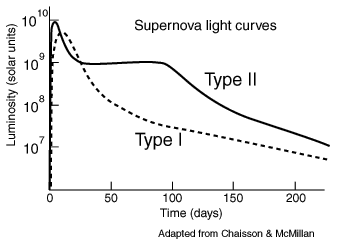 Supernova light curves
Luminosity (solar units)
10^10
10^9
10^8
10^7
Type II
Type I
0 50 100 150 200
Time (days)
Adapted from Chaisson & McMillan